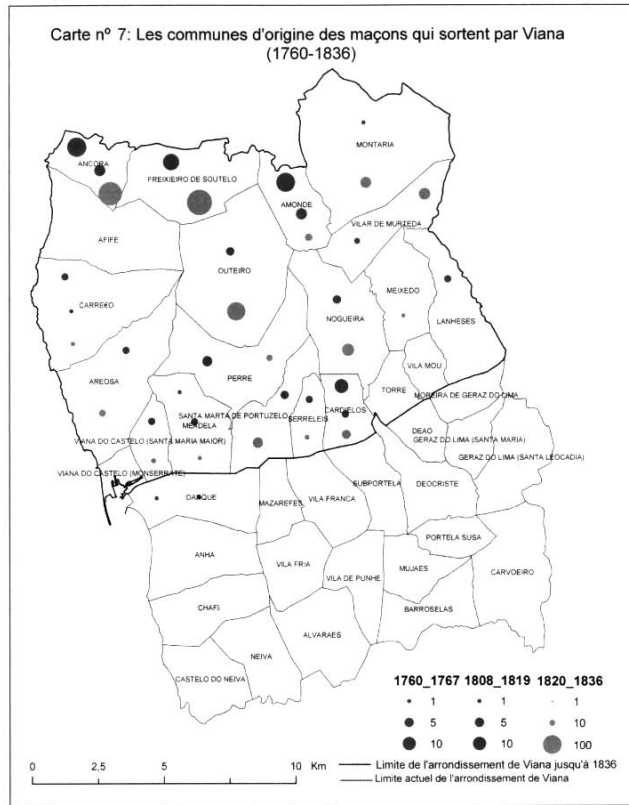 Carte nº 7: Les communes d'origine des maçons qui sortent par Viana
(1760-1836)
MONTARIA
ANCORA
FREIXIEIRO DE SOUTELO
AMONDE
VILAR DE MURTEDA
AFIFE
OUTEIRO
MEIXEDO
CARREÇO
NOGUEIRA
LANHESES
VILA MOU
PERRE
AREOSA
TORRE
MOREIRA DE GERAZ DO LIMA
SANTA MARTA DE PORTUZELO
CARDIELOS
SERRELEIS
MEADELA
DEAO
VIANA DO CASTELO (SANTA MARIA MAIOR)
GERAZ DO LIMA (SANTA MARIA)
GERAZ DO LIMA (SANTA LEOCADIA)
VIANA DO CASTELO (MONSERRATE)
SUBPORTELA
DEOCRISTE
DARQUE
MAZAREFES
VILA FRANCA
PORTELA SUSA
ANHA
VILA FRIA
MUJAES
CARVOEIRO
VILA DE PUNHE
CHAFI
BARROSELAS
ALVARAES
NEIVA
CASTELO DO NEIVA
1760_1767 1808_1819 1820_1836
1 1 1
5 5 10
10 10 100
0 2,5 5 10 Km
Limite de l'arrondissement de Viana jusqu'à 1836
Limite actuel de l'arrondissement de Viana